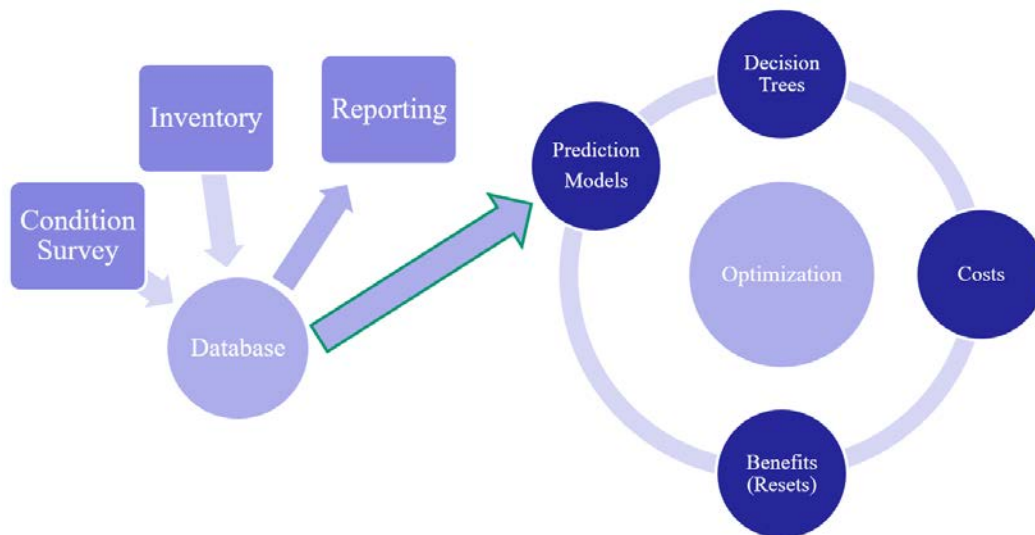 Inventory
Reporting
Condition
Survey
Database
Decision
Trees
Prediction
Models
Optimization
Costs
Benefits
(Resets)